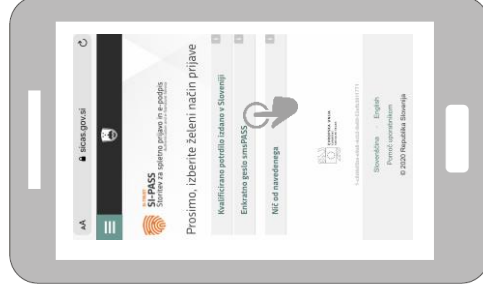 AA sicas.gov.si
SI-PASS
Storitev za spletno prijavo in e-podpis
Prosimo, izberite želeni način prijave
Kvalificirano potrdilo izdano v Sloveniji
Enkratno geslo smsPASS
Nič od navedenega
Slovenščina - English
Pomoč uporabnikom
© 2020 Republika Slovenija